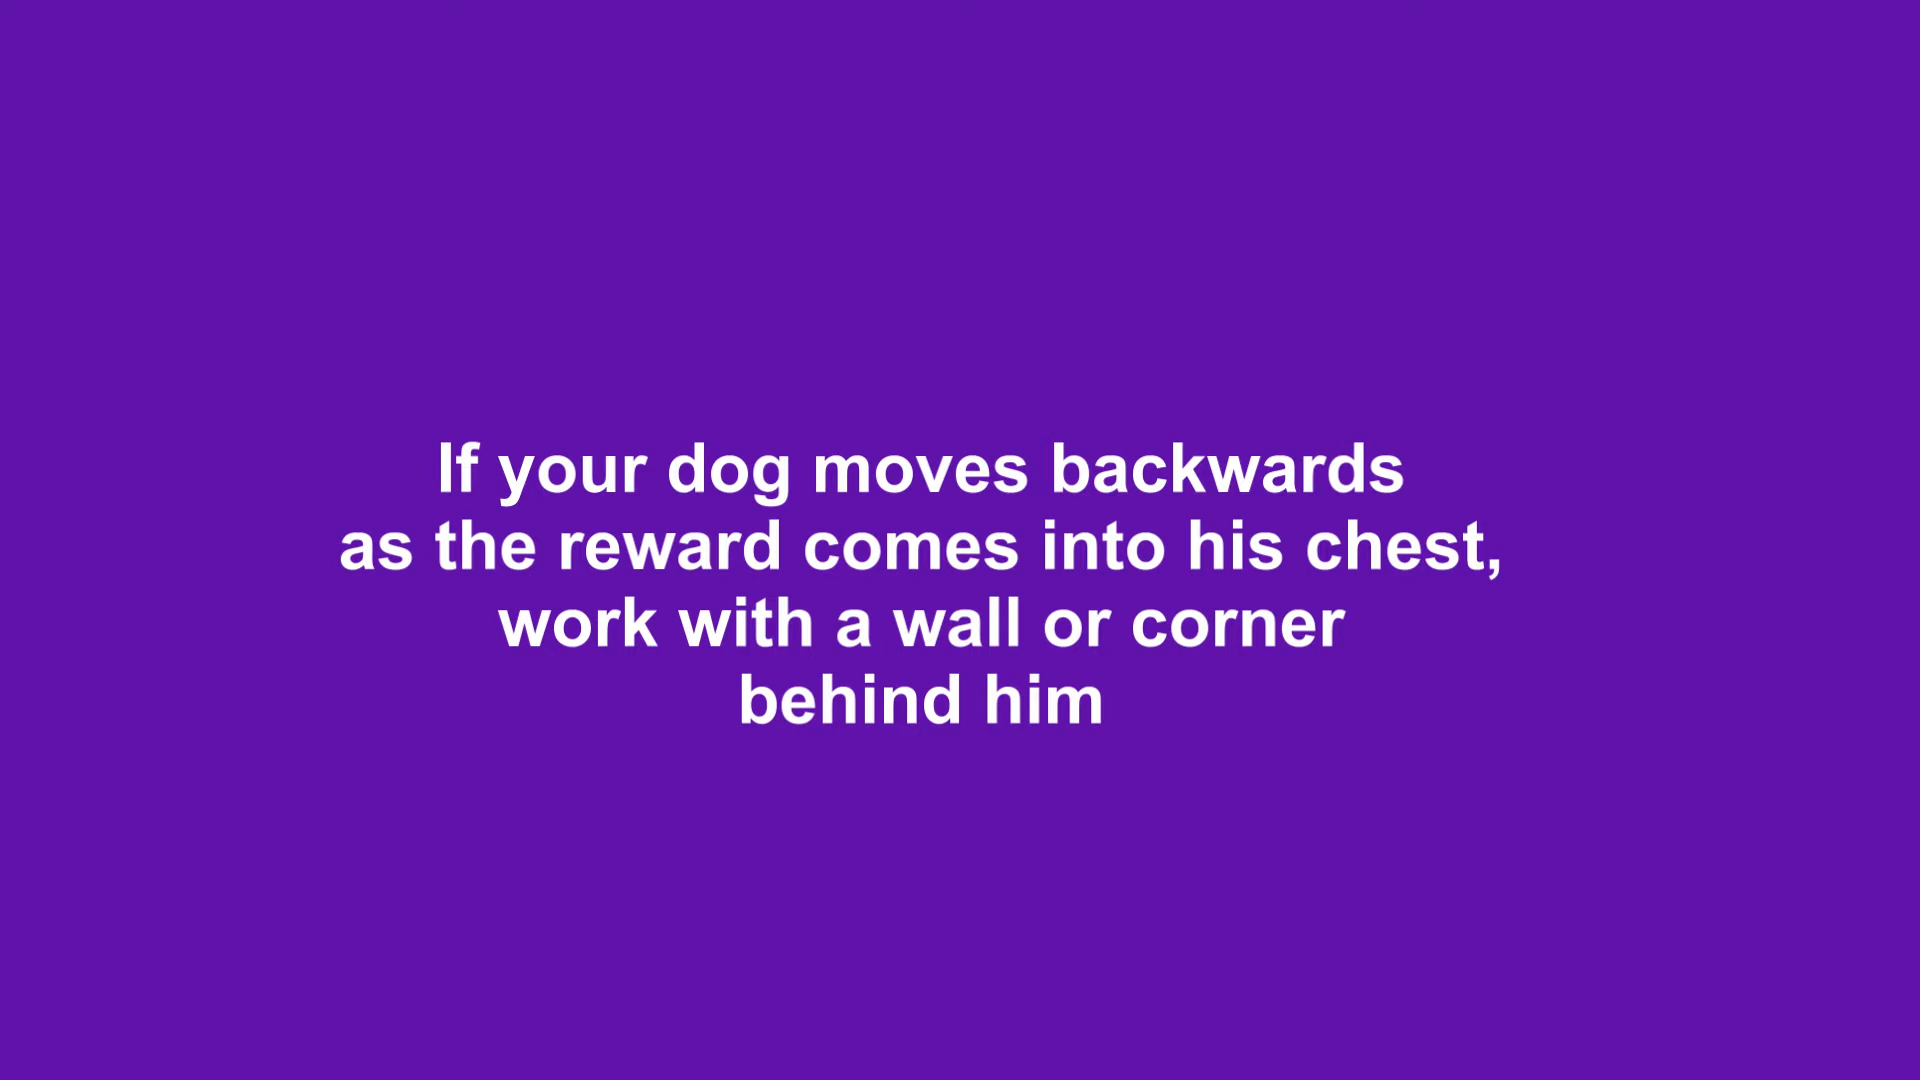 If your dog moves backwards
as the reward comes into his chest,
work with a wall or corner
behind him